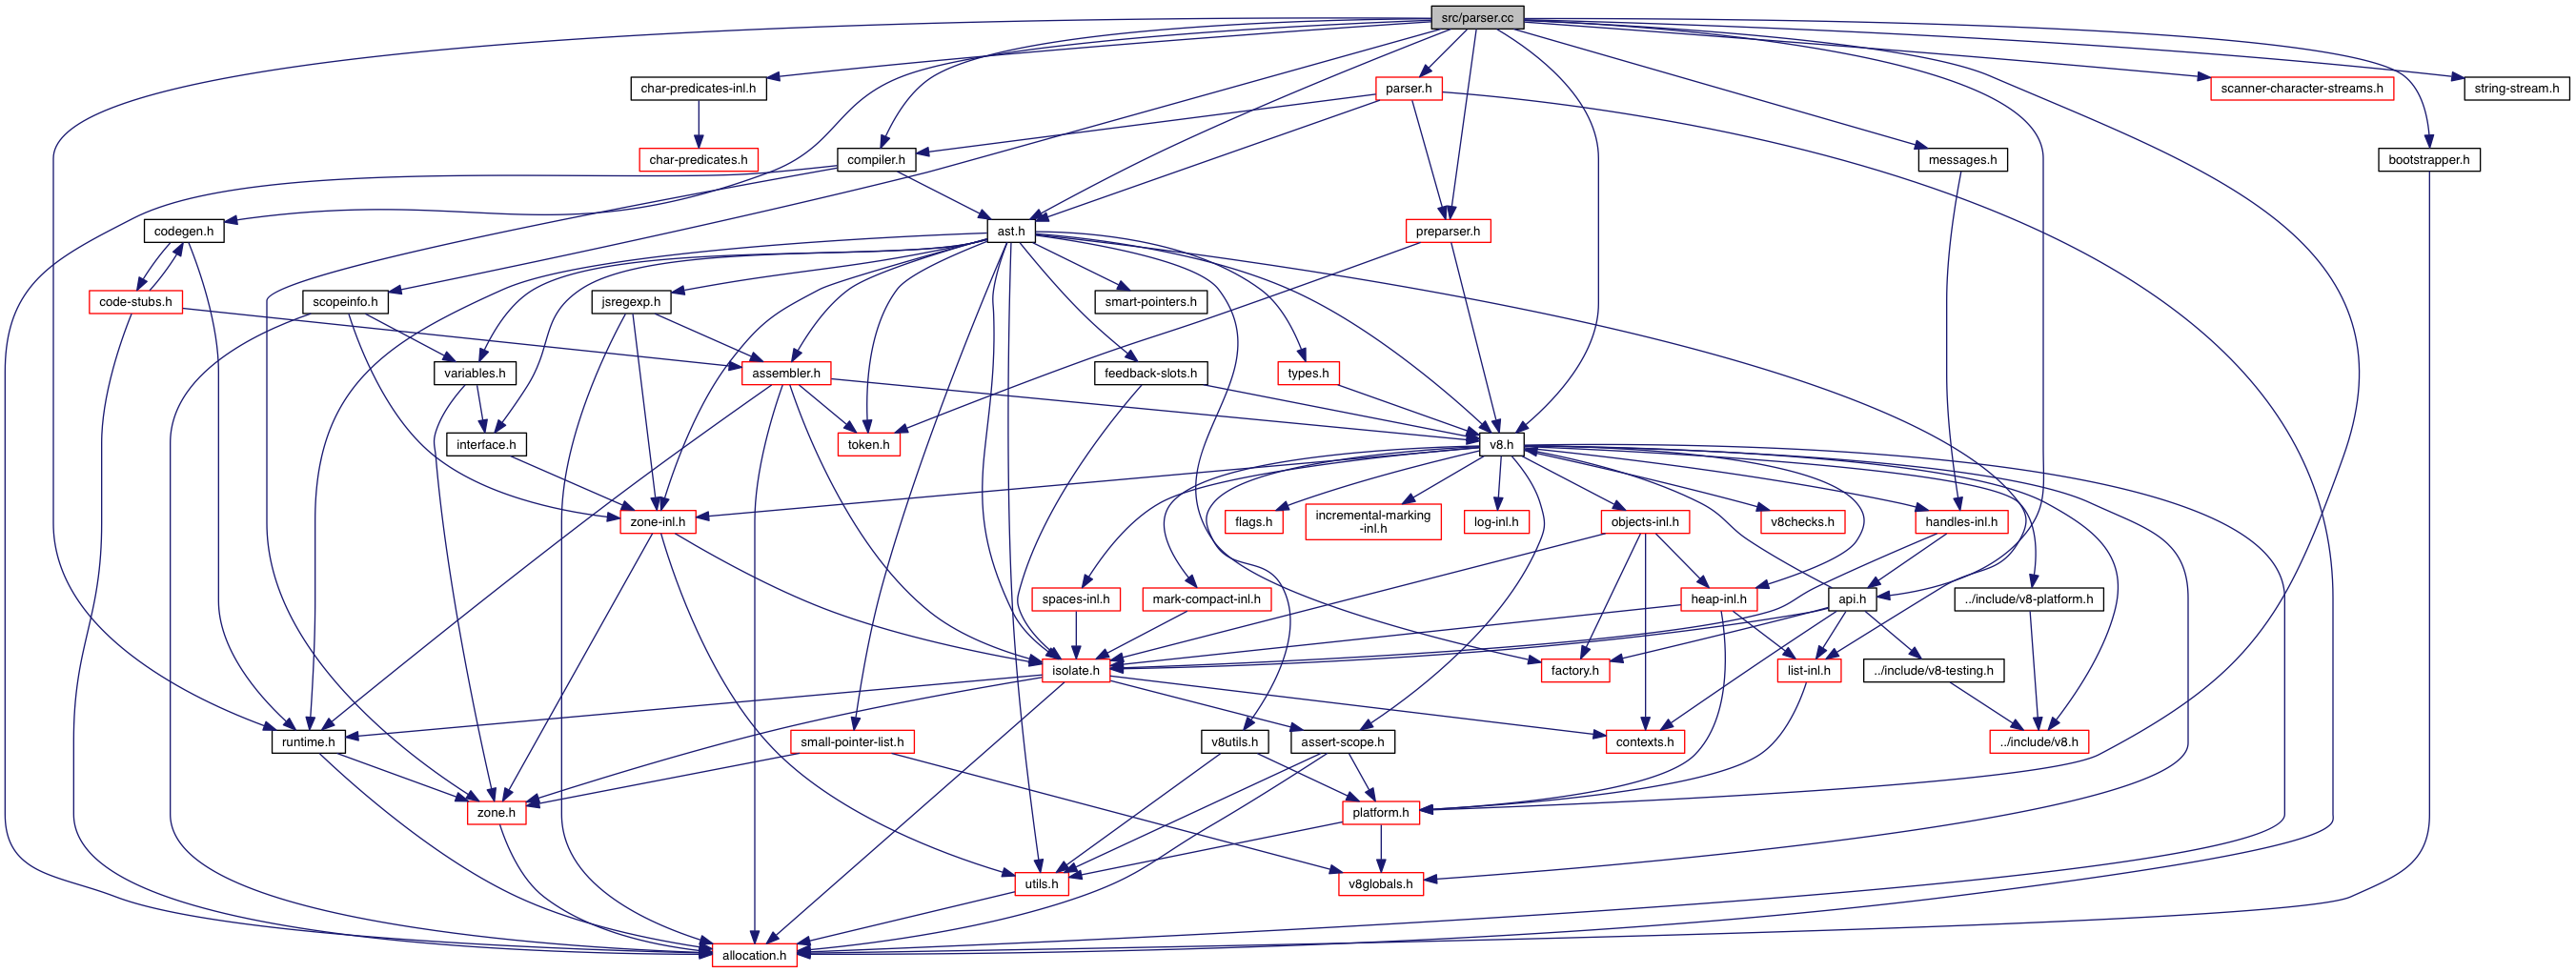 src/parser.cc
char-predicates-inl.h
parser.h
scanner-character-streams.h
string-stream.h
char-predicates.h
compiler.h
messages.h
bootstrapper.h
codegen.h
ast.h
preparser.h
code-stubs.h
scopeinfo.h
jsregexp.h
smart-pointers.h
variables.h
assembler.h
feedback-slots.h
types.h
interface.h
token.h
v8.h
zone-inl.h
flags.h
incremental-marking
-inl.h
log-inl.h
objects-inl.h
v8checks.h
handles-inl.h
spaces-inl.h
mark-compact-inl.h
heap-inl.h
api.h
../include/v8-platform.h
isolate.h
factory.h
list-inl.h
../include/v8-testing.h
runtime.h
small-pointer-list.h
v8utils.h
assert-scope.h
contexts.h
../include/v8.h
zone.h
platform.h
utils.h
v8globals.h
allocation.h